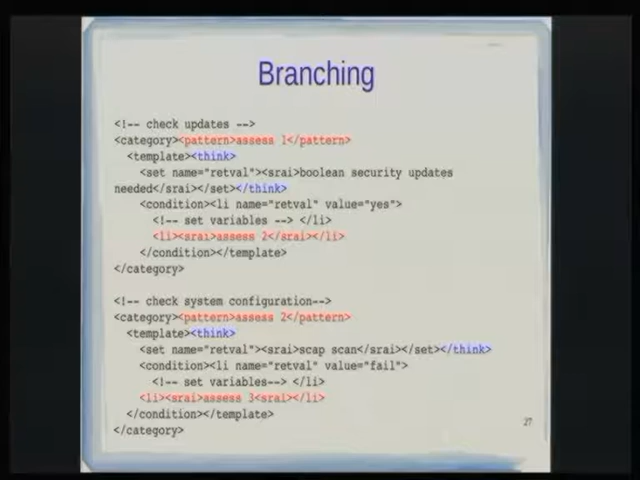 Branching
<!-- check updates -->
<category><pattern>assess 1</pattern>
<template><think>
<set name="retval"><srai>boolean security updates
needed</srai></set></think>
<condition><li name="retval" value="yes">
<!-- set variables --> </li>
<li><srai>assess 2</srai></li>
</condition></template>
</category>
<!-- check system configuration-->
<category><pattern>assess 2</pattern>
<template><think>
<set name="retval"><srai>scap scan</srai></set></think>
<condition><li name="retval" value="fail">
<!-- set variables--> </li>
<li><srai>assess 3<srai></li>
</condition></template>
</category>
27